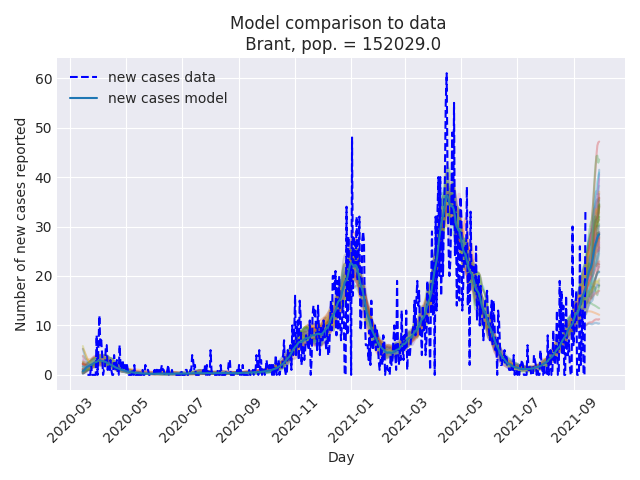 Model comparison to data
Brant, pop. = 152029.0
new cases data
new cases model
Number of new cases reported
60
50
40
30
20
10
0
2020-03
2020-05
2020-07
2020-09
2020-11
2021-01
2021-03
2021-05
2021-07
2021-09
Day